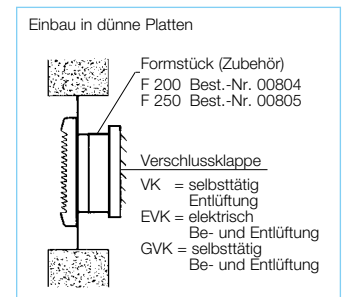 Einbau in dünne Platten
Formstück (Zubehör)
F 200 Best.-Nr. 00804
F 250 Best.-Nr. 00805
Verschlussklappe
VK = selbsttätig
Entlüftung
EVK = elektrisch
Be- und Entlüftung
GVK = selbsttätig
Be- und Entlüftung